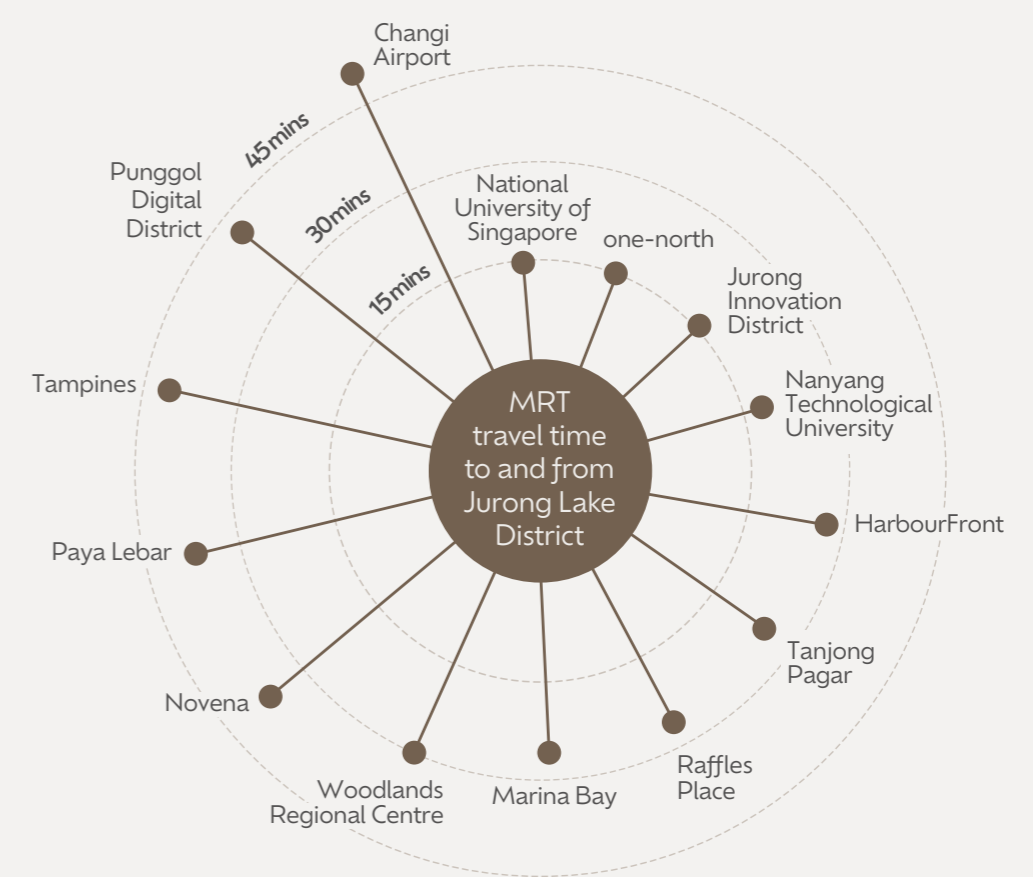 Changi
Airport
45mins
Punggol
Digital
District
30mins
National
University of
Singapore
one-north
15mins
Jurong
Innovation
District
Tampines
Nanyang
Technological
University
MRT
travel time
to and from
Jurong Lake
District
HarbourFront
Paya Lebar
Tanjong
Pagar
Novena
Raffles
Place
Woodlands
Regional Centre
Marina Bay